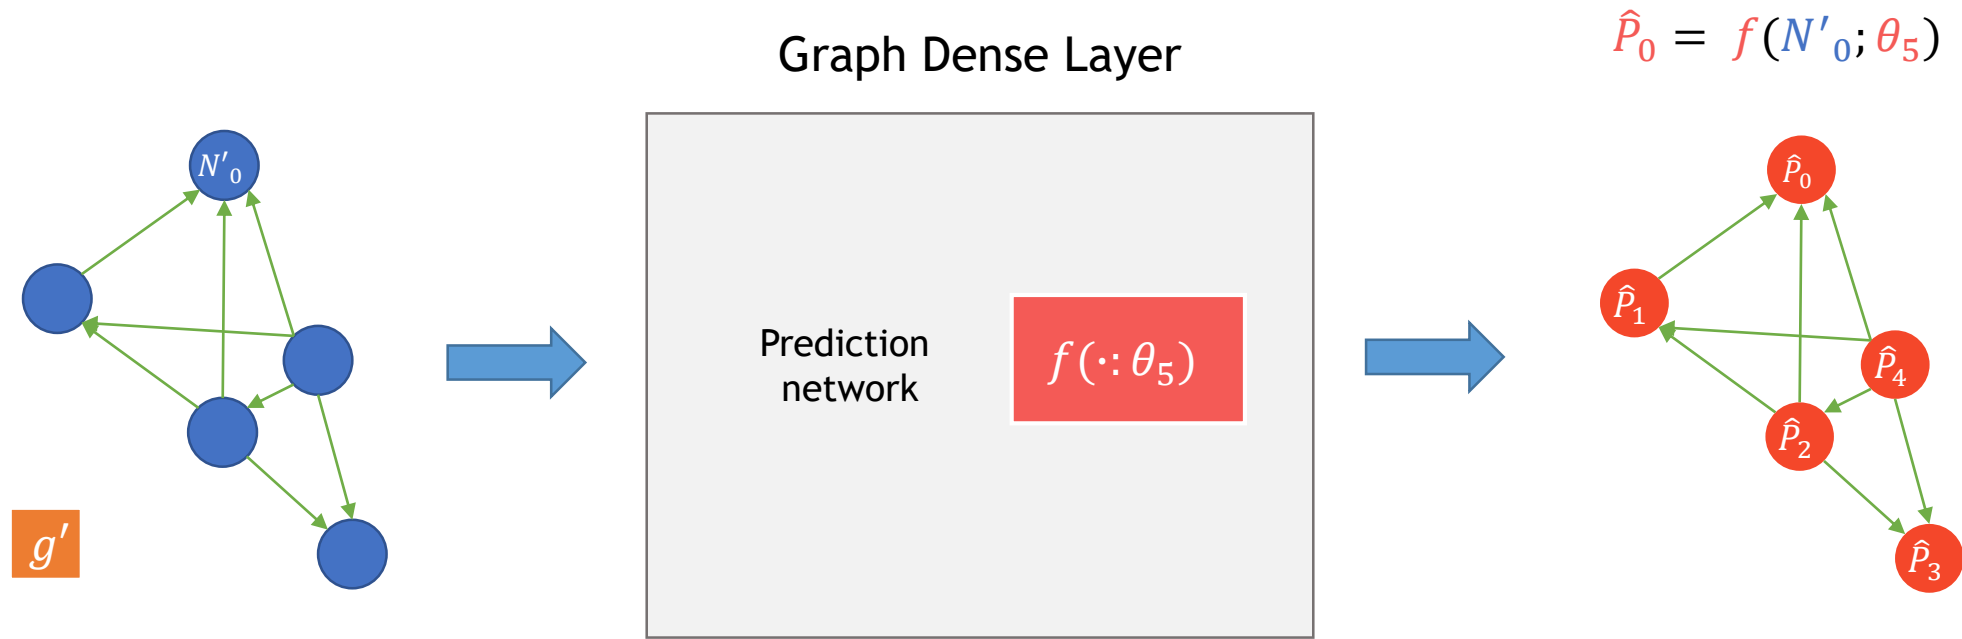 Graph Dense Layer
P̂₀ = f(N′₀; θ₅)
N′₀
g′
Prediction
network
f(·: θ₅)
P̂₀
P̂₁
P̂₄
P̂₂
P̂₃